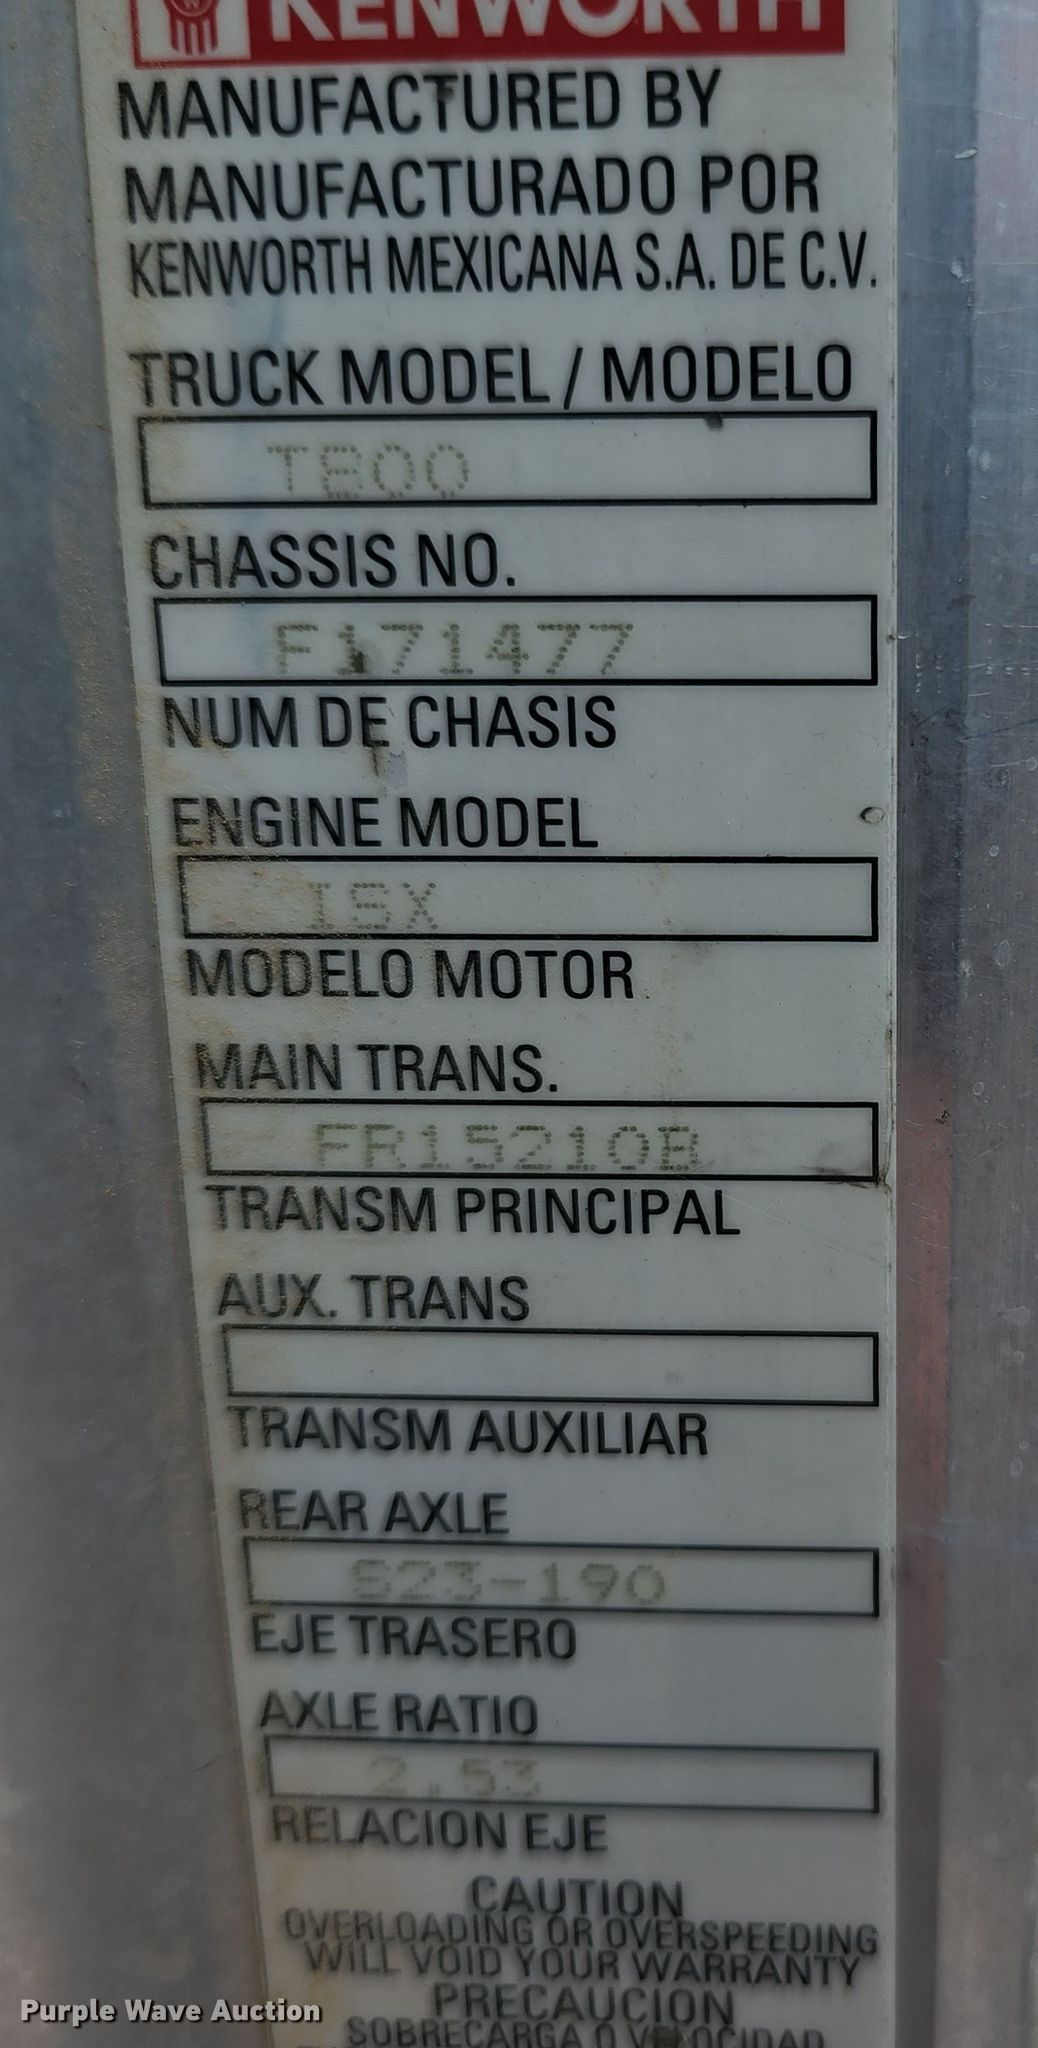 KENWORTH
MANUFACTURED BY
MANUFACTURADO POR
KENWORTH MEXICANA S.A. DE C.V.
TRUCK MODEL / MODELO
T800
CHASSIS NO.
F171477
NUM DE CHASIS
ENGINE MODEL
ISX
MODELO MOTOR
MAIN TRANS.
FR15210B
TRANSM PRINCIPAL
AUX. TRANS
TRANSM AUXILIAR
REAR AXLE
S23-190
EJE TRASERO
AXLE RATIO
2.53
RELACION EJE
CAUTION
OVERLOADING OR OVERSPEEDING
WILL VOID YOUR WARRANTY
PRECAUCION
SOBRECARGA O VELOCIDAD
Purple Wave Auction